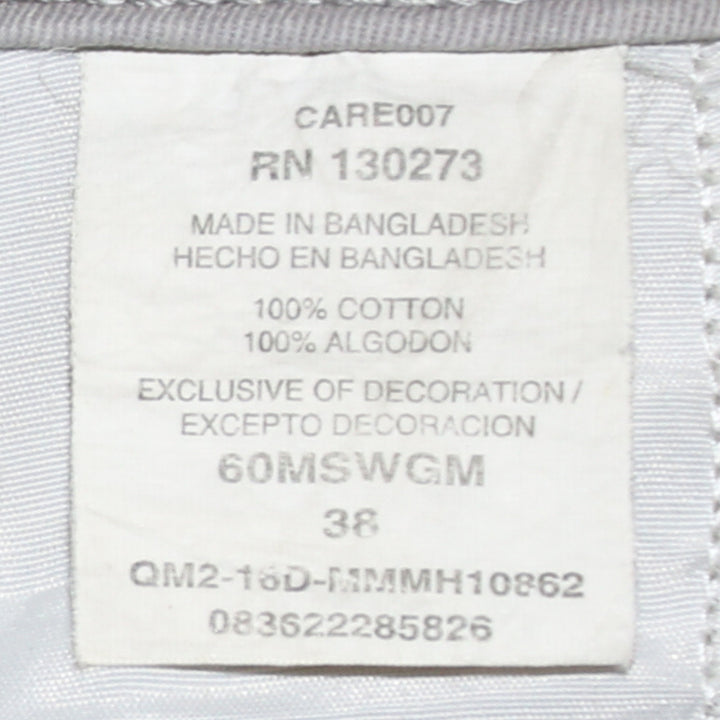 CARE007
RN 130273
MADE IN BANGLADESH
HECHO EN BANGLADESH
100% COTTON
100% ALGODON
EXCLUSIVE OF DECORATION /
EXCEPTO DECORACION
60MSWGM
38
QM2-16D-MMMH10862
083622285826